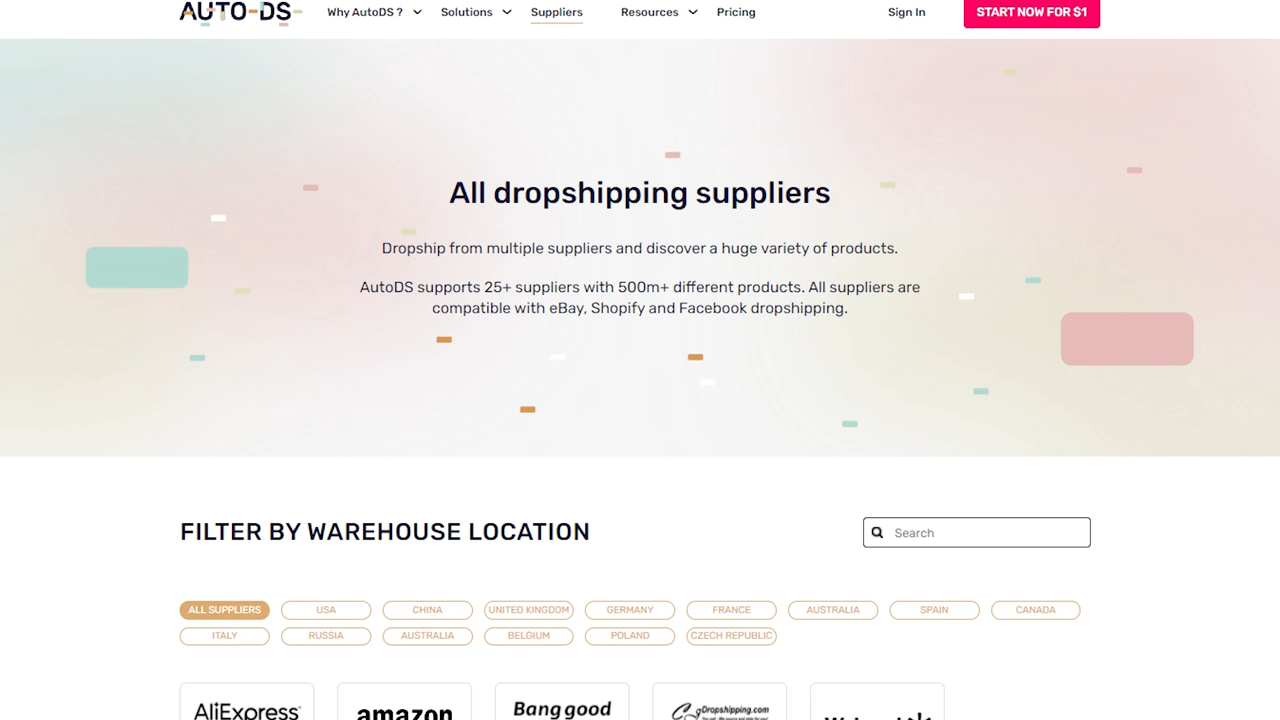 AUTO-DS Why AutoDS ? Solutions Suppliers Resources Pricing Sign In START NOW FOR $1
All dropshipping suppliers
Dropship from multiple suppliers and discover a huge variety of products.
AutoDS supports 25+ suppliers with 500m+ different products. All suppliers are
compatible with eBay, Shopify and Facebook dropshipping.
FILTER BY WAREHOUSE LOCATION
Search
ALL SUPPLIERS USA CHINA UNITED KINGDOM GERMANY FRANCE AUSTRALIA SPAIN CANADA
ITALY RUSSIA AUSTRALIA BELGIUM POLAND CZECH REPUBLIC
AliExpress amazon Bang good Dropshipping.com